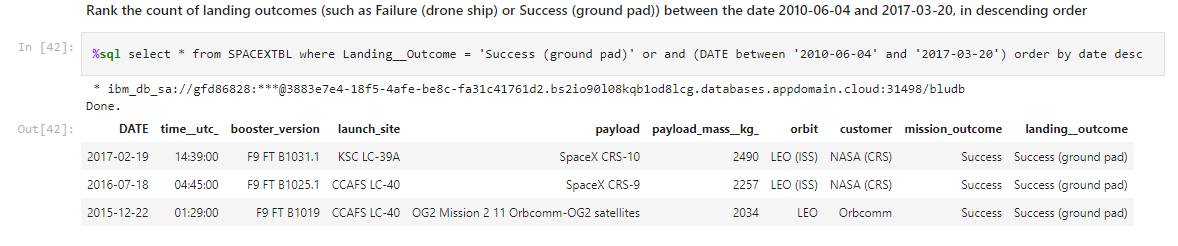 Rank the count of landing outcomes (such as Failure (drone ship) or Success (ground pad)) between the date 2010-06-04 and 2017-03-20, in descending order
In [42]: %sql select * from SPACEXTBL where Landing__Outcome = 'Success (ground pad)' or and (DATE between '2010-06-04' and '2017-03-20') order by date desc
* ibm_db_sa://gfd86828:***@3883e7e4-18f5-4afe-be8c-fa31c41761d2.bs2io90l08kqb1od8lcg.databases.appdomain.cloud:31498/bludb
Done.
Out[42]: DATE time__utc_ booster_version launch_site payload payload_mass__kg_ orbit customer mission_outcome landing__outcome
2017-02-19 14:39:00 F9 FT B1031.1 KSC LC-39A SpaceX CRS-10 2490 LEO (ISS) NASA (CRS) Success Success (ground pad)
2016-07-18 04:45:00 F9 FT B1025.1 CCAFS LC-40 SpaceX CRS-9 2257 LEO (ISS) NASA (CRS) Success Success (ground pad)
2015-12-22 01:29:00 F9 FT B1019 CCAFS LC-40 OG2 Mission 2 11 Orbcomm-OG2 satellites 2034 LEO Orbcomm Success Success (ground pad)